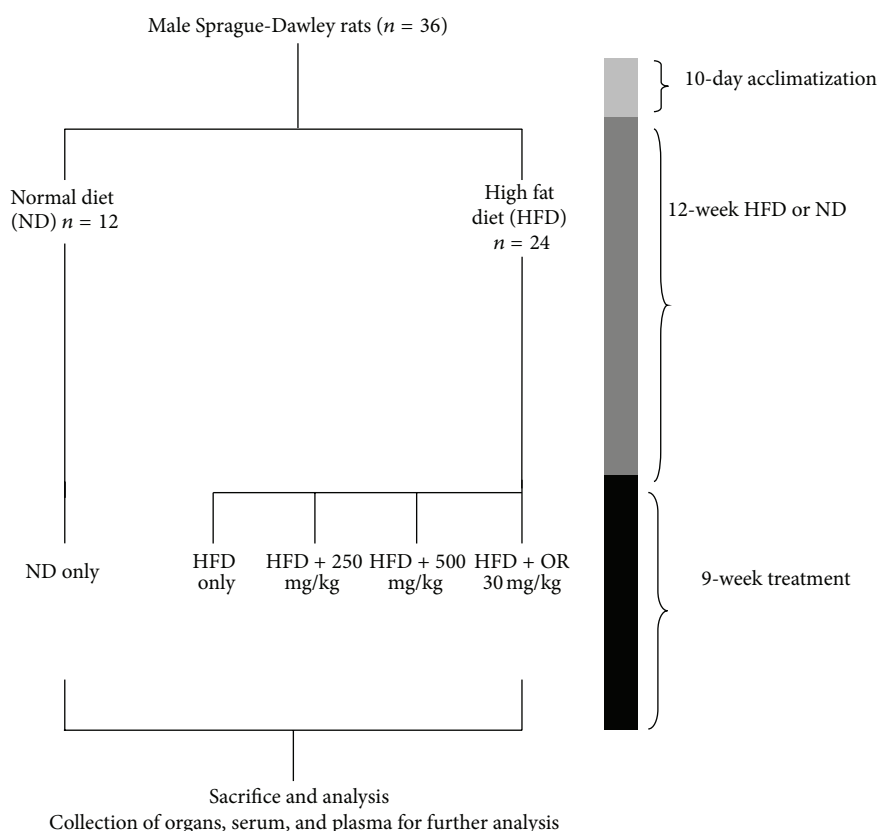 Male Sprague-Dawley rats (n = 36)
10-day acclimatization
Normal diet
(ND) n = 12
High fat
diet (HFD)
n = 24
12-week HFD or ND
ND only
HFD
only
HFD + 250
mg/kg
HFD + 500
mg/kg
HFD + OR
30 mg/kg
9-week treatment
Sacrifice and analysis
Collection of organs, serum, and plasma for further analysis